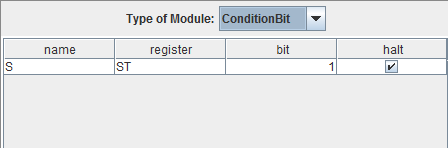 Type of Module: ConditionBit
name register bit halt
S ST 1